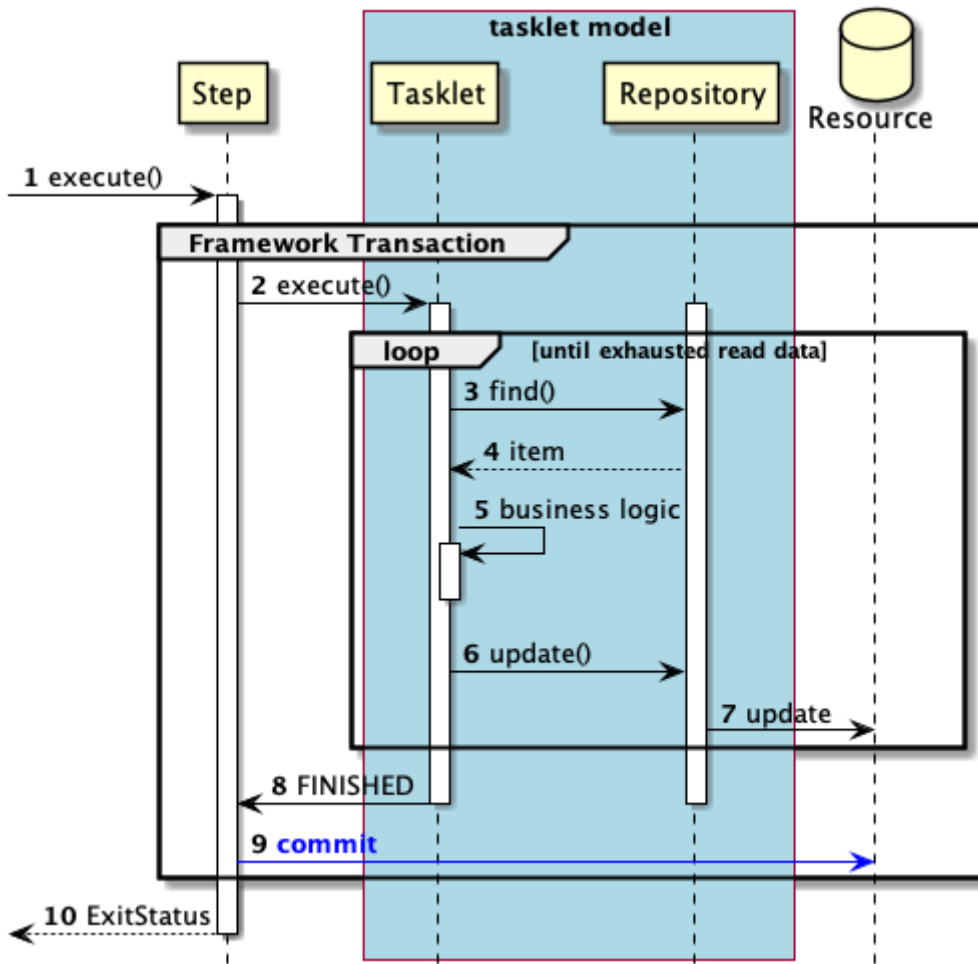 tasklet model
Step
Tasklet
Repository
Resource
1 execute()
Framework Transaction
2 execute()
loop [until exhausted read data]
3 find()
4 item
5 business logic
6 update()
7 update
8 FINISHED
9 commit
10 ExitStatus